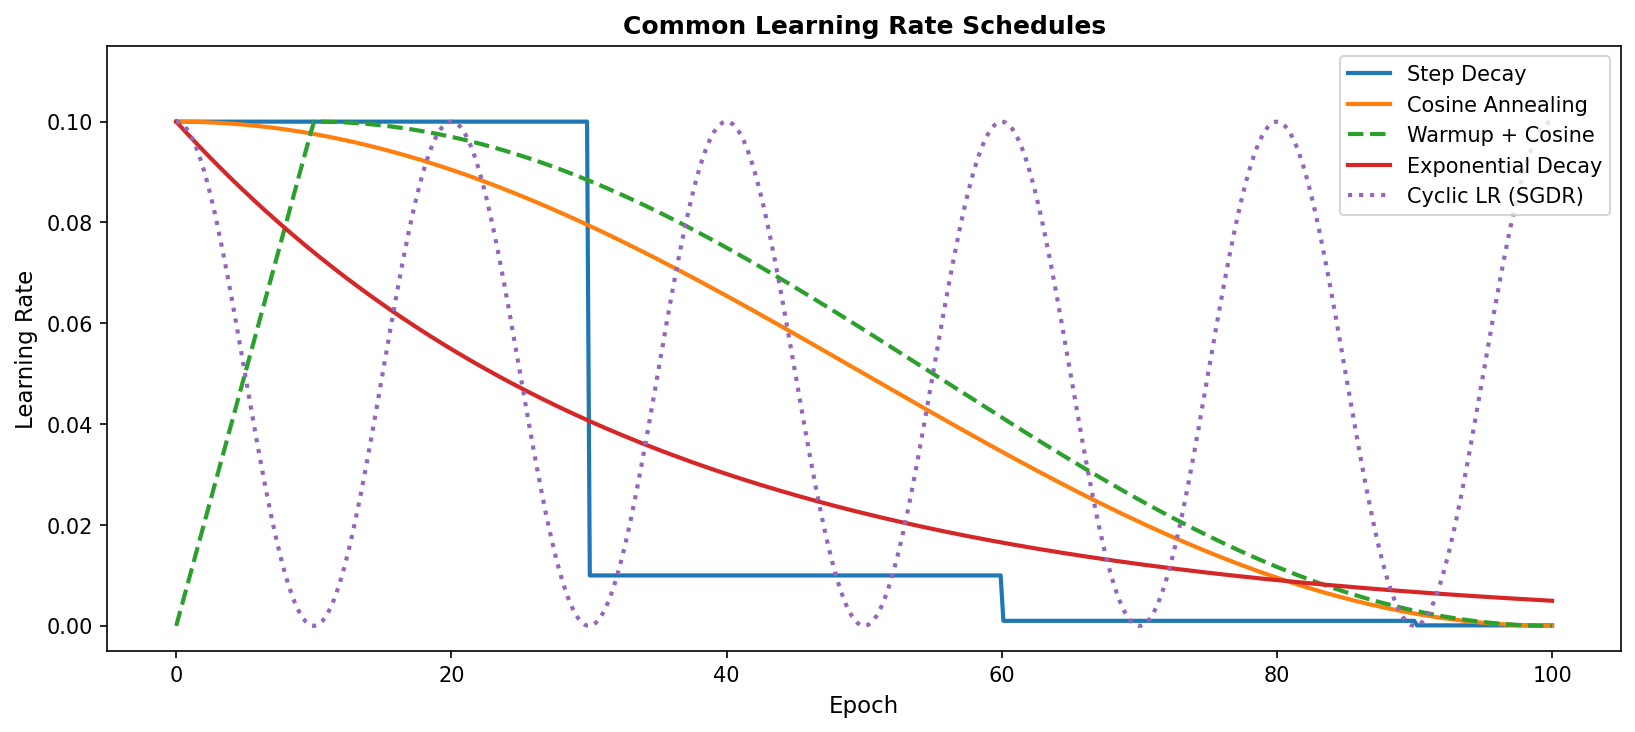 Common Learning Rate Schedules
Step Decay
Cosine Annealing
Warmup + Cosine
Exponential Decay
Cyclic LR (SGDR)
Learning Rate
0.10
0.08
0.06
0.04
0.02
0.00
0
20
40
60
80
100
Epoch